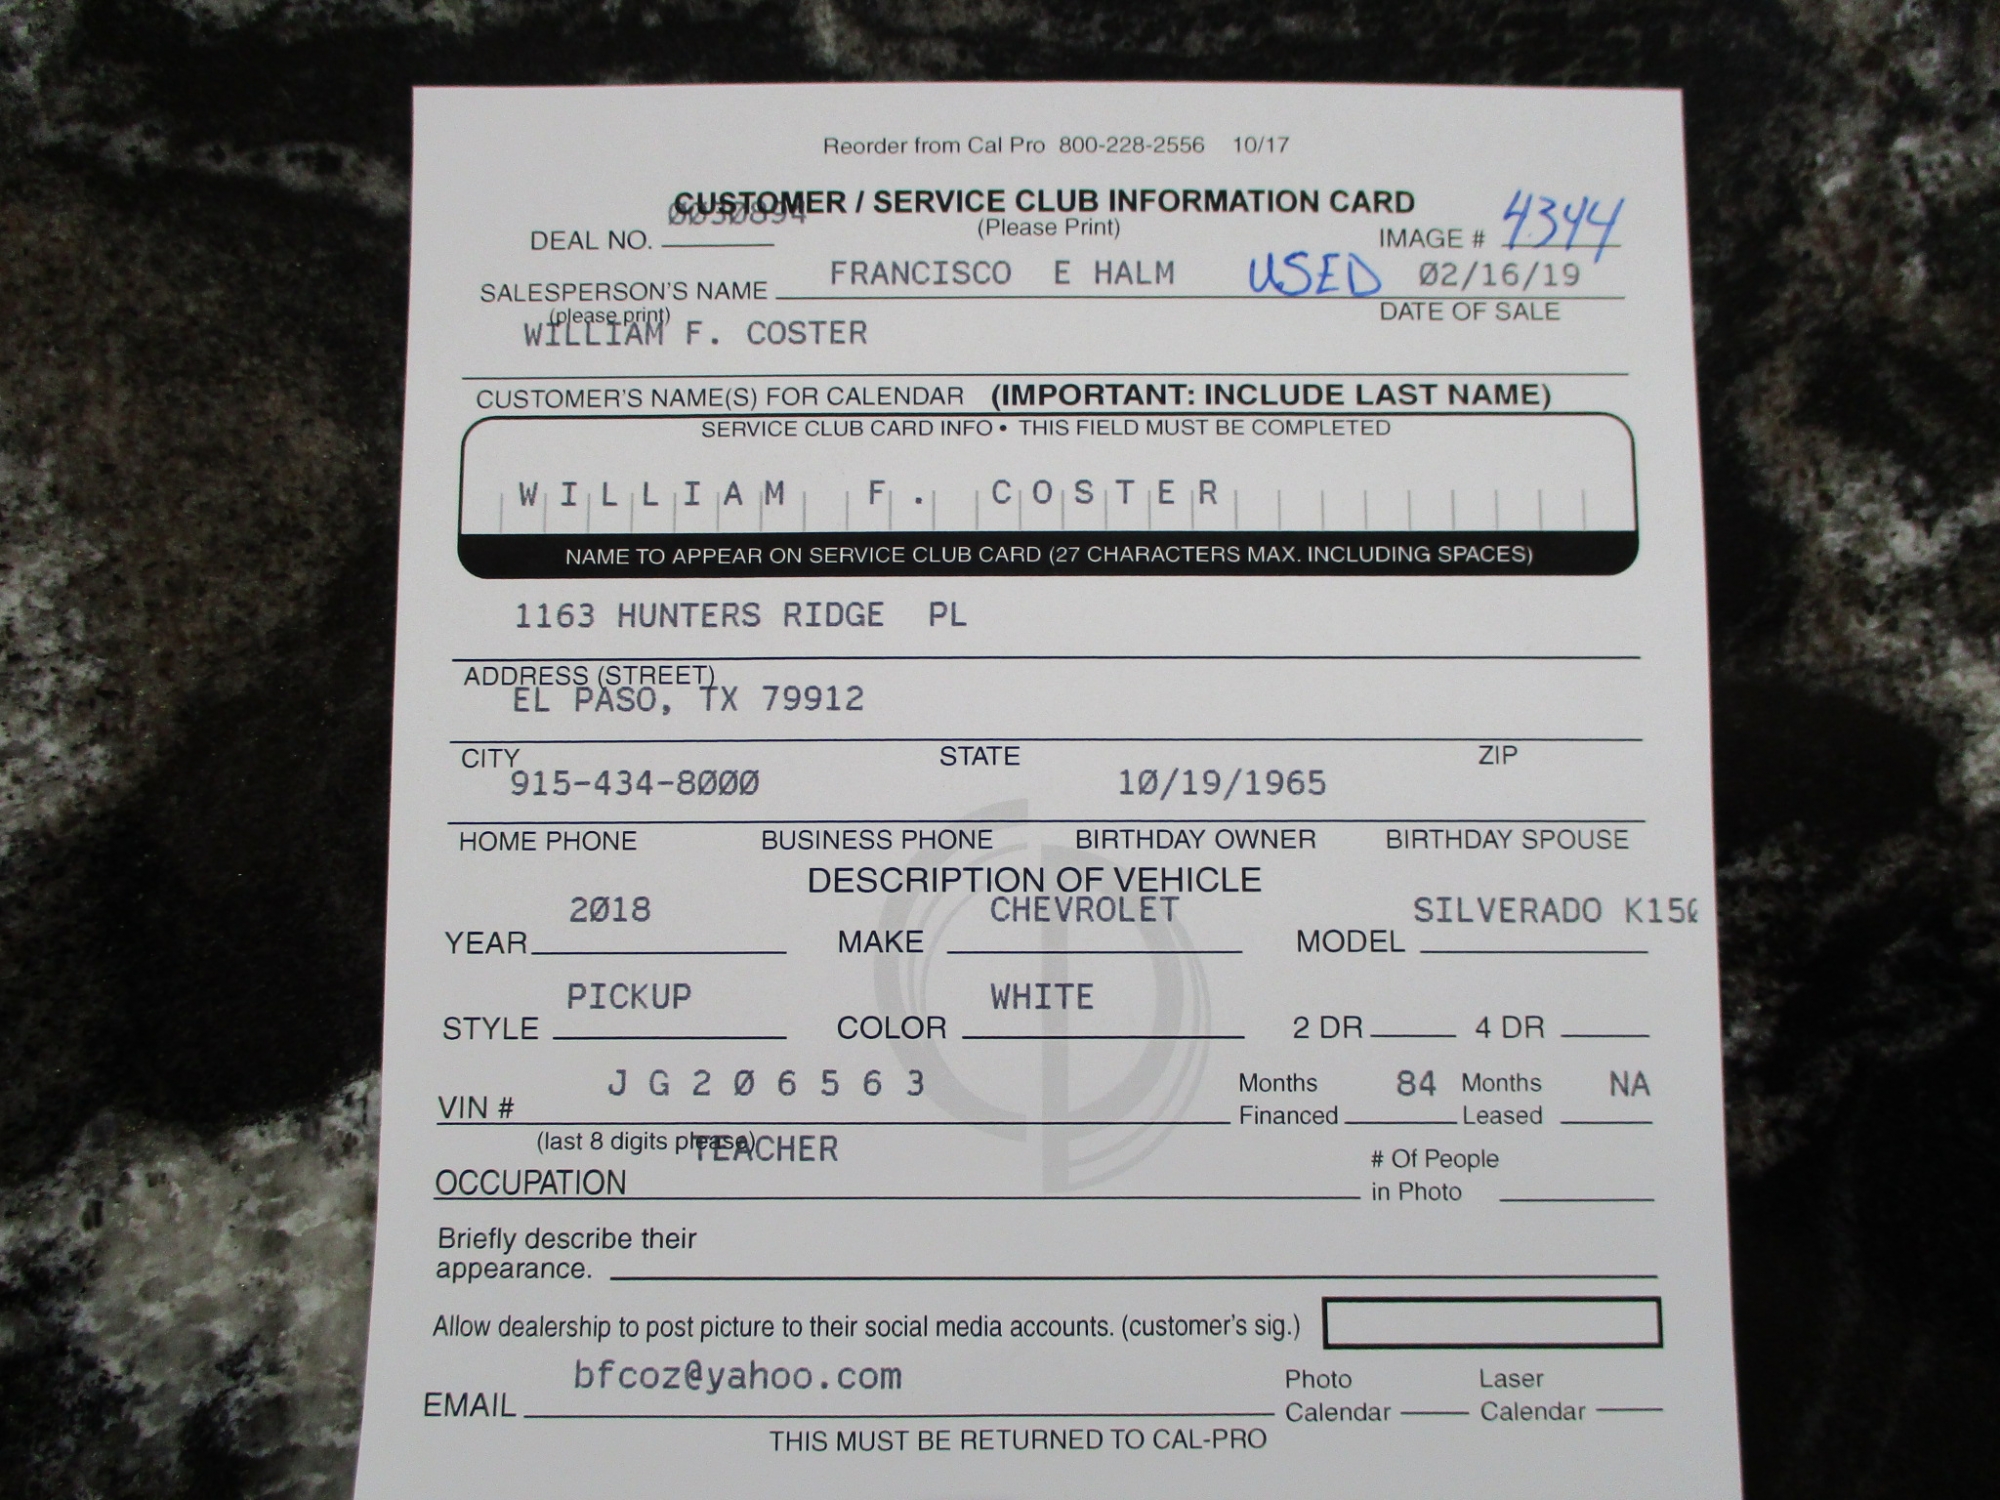 Reorder from Cal Pro 800-228-2556 10/17
CUSTOMER / SERVICE CLUB INFORMATION CARD
(Please Print)
DEAL NO. 0030894
IMAGE # 4344
SALESPERSON'S NAME FRANCISCO E HALM USED 02/16/19
(please print)
DATE OF SALE
WILLIAM F. COSTER
CUSTOMER'S NAME(S) FOR CALENDAR (IMPORTANT: INCLUDE LAST NAME)
SERVICE CLUB CARD INFO • THIS FIELD MUST BE COMPLETED
WILLIAM F. COSTER
NAME TO APPEAR ON SERVICE CLUB CARD (27 CHARACTERS MAX. INCLUDING SPACES)
1163 HUNTERS RIDGE PL
ADDRESS (STREET)
EL PASO, TX 79912
CITY STATE ZIP
915-434-8000 10/19/1965
HOME PHONE BUSINESS PHONE BIRTHDAY OWNER BIRTHDAY SPOUSE
DESCRIPTION OF VEHICLE
YEAR 2018 MAKE CHEVROLET MODEL SILVERADO K150
STYLE PICKUP COLOR WHITE 2 DR 4 DR
VIN # JG206563 Months Financed 84 Months Leased NA
(last 8 digits please)
OCCUPATION TEACHER # Of People in Photo
Briefly describe their
appearance.
Allow dealership to post picture to their social media accounts. (customer's sig.)
EMAIL bfcoz@yahoo.com Photo Calendar Laser Calendar
THIS MUST BE RETURNED TO CAL-PRO